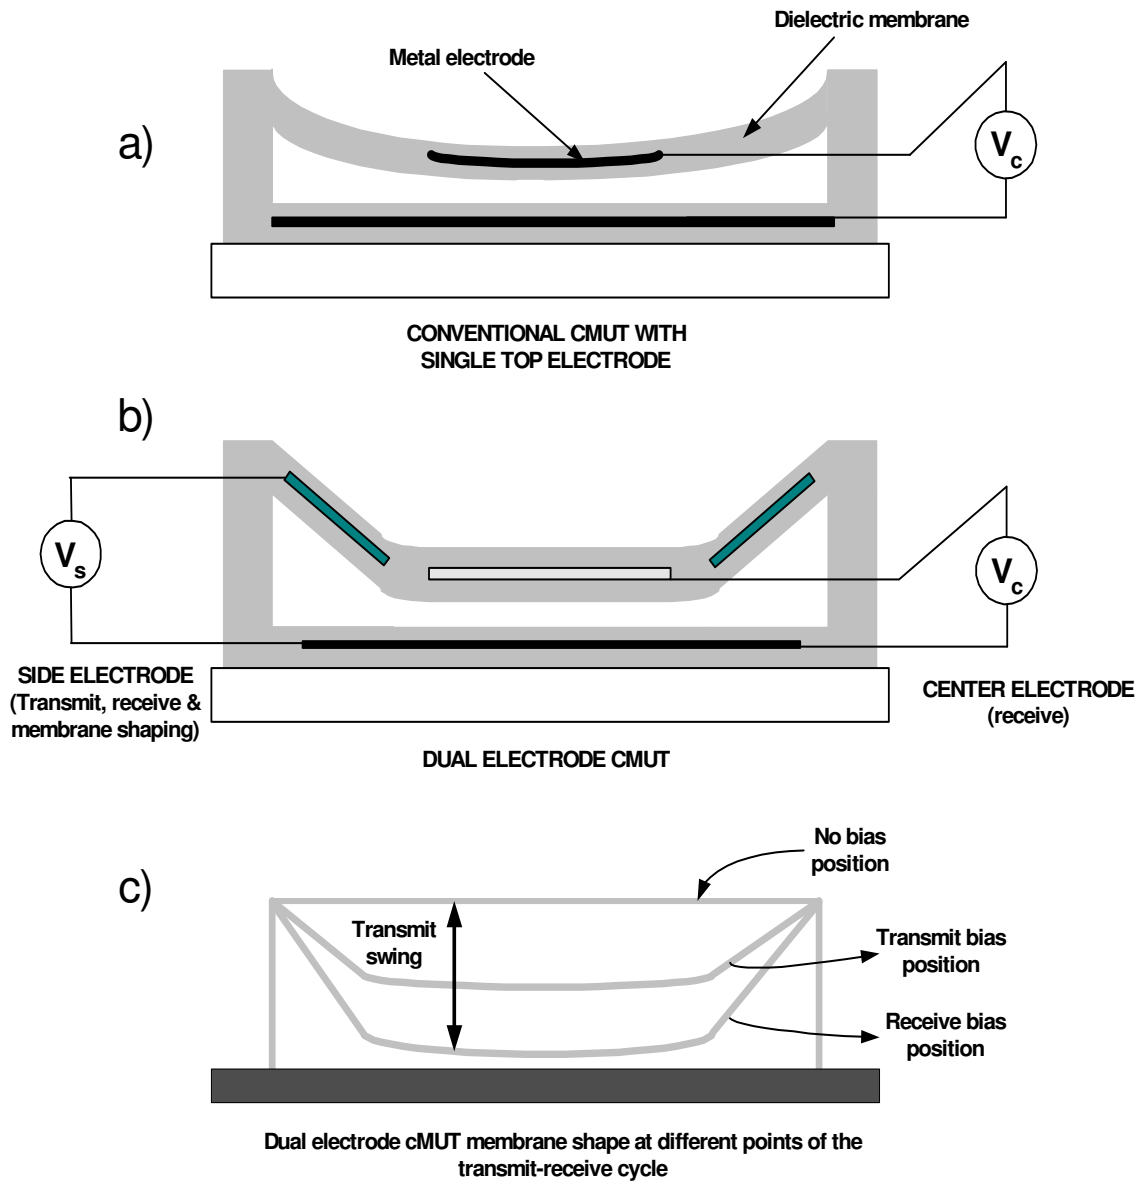 Dielectric membrane
Metal electrode
a)
Vc
CONVENTIONAL CMUT WITH
SINGLE TOP ELECTRODE
b)
Vs
Vc
SIDE ELECTRODE
(Transmit, receive &
membrane shaping)
CENTER ELECTRODE
(receive)
DUAL ELECTRODE CMUT
No bias
position
c)
Transmit
swing
Transmit bias
position
Receive bias
position
Dual electrode cMUT membrane shape at different points of the
transmit-receive cycle